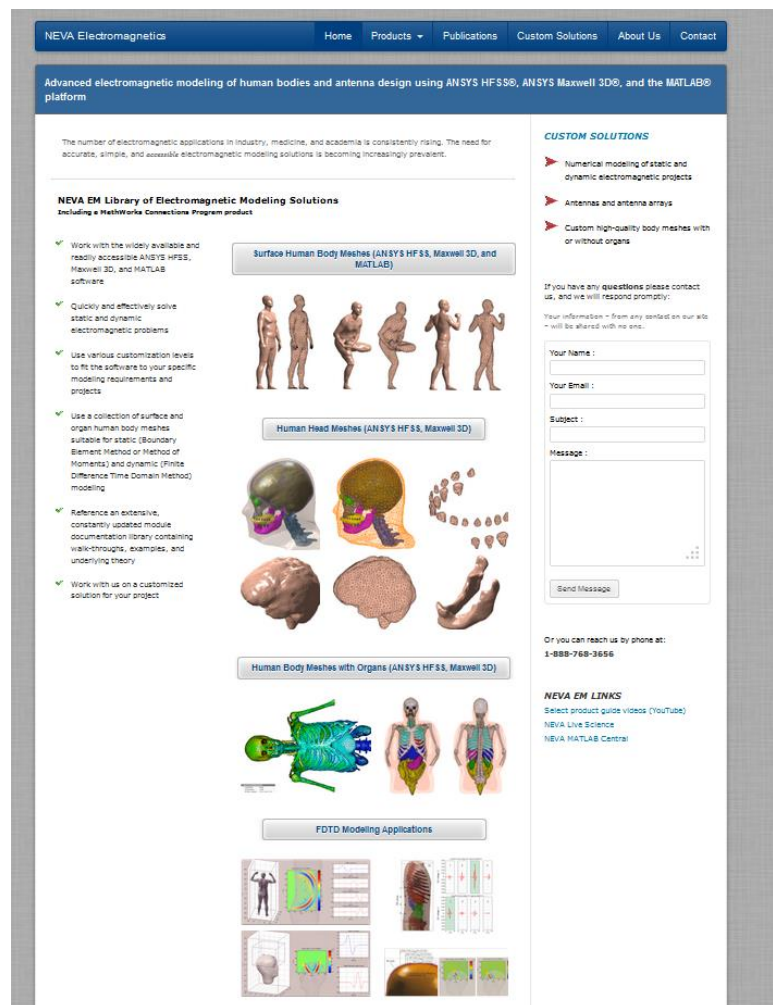 NEVA Electromagnetics
Home Products Publications Custom Solutions About Us Contact
Advanced electromagnetic modeling of human bodies and antenna design using ANSYS HFSS®, ANSYS Maxwell 3D®, and the MATLAB®
platform
The number of electromagnetic applications in industry, medicine, and academia is consistently rising. The need for
accurate, simple, and accessible electromagnetic modeling solutions is becoming increasingly prevalent.
NEVA EM Library of Electromagnetic Modeling Solutions
Including a MathWorks Connections Program product
Work with the widely available and
readily accessible ANSYS HFSS,
Maxwell 3D, and MATLAB
software
Quickly and effectively solve
static and dynamic
electromagnetic problems
Use various customization levels
to fit the software to your specific
modeling requirements and
projects
Use a collection of surface and
organ human body meshes
suitable for static (Boundary
Element Method or Method of
Moments) and dynamic (Finite
Difference Time Domain Method)
modeling
Reference an extensive,
constantly updated module
documentation library containing
walk-throughs, examples, and
underlying theory
Work with us on a customized
solution for your project
Surface Human Body Meshes (ANSYS HFSS, Maxwell 3D, and
MATLAB)
Human Head Meshes (ANSYS HFSS, Maxwell 3D)
Human Body Meshes with Organs (ANSYS HFSS, Maxwell 3D)
FDTD Modeling Applications
CUSTOM SOLUTIONS
Numerical modeling of static and
dynamic electromagnetic projects
Antennas and antenna arrays
Custom high-quality body meshes with
or without organs
If you have any questions please contact
us, and we will respond promptly:
Your information - from any contact on our site
- will be shared with no one.
Your Name :
Your Email :
Subject :
Message :
Send Message
Or you can reach us by phone at:
1-888-768-3656
NEVA EM LINKS
Select product guide videos (YouTube)
NEVA Live Science
NEVA MATLAB Central